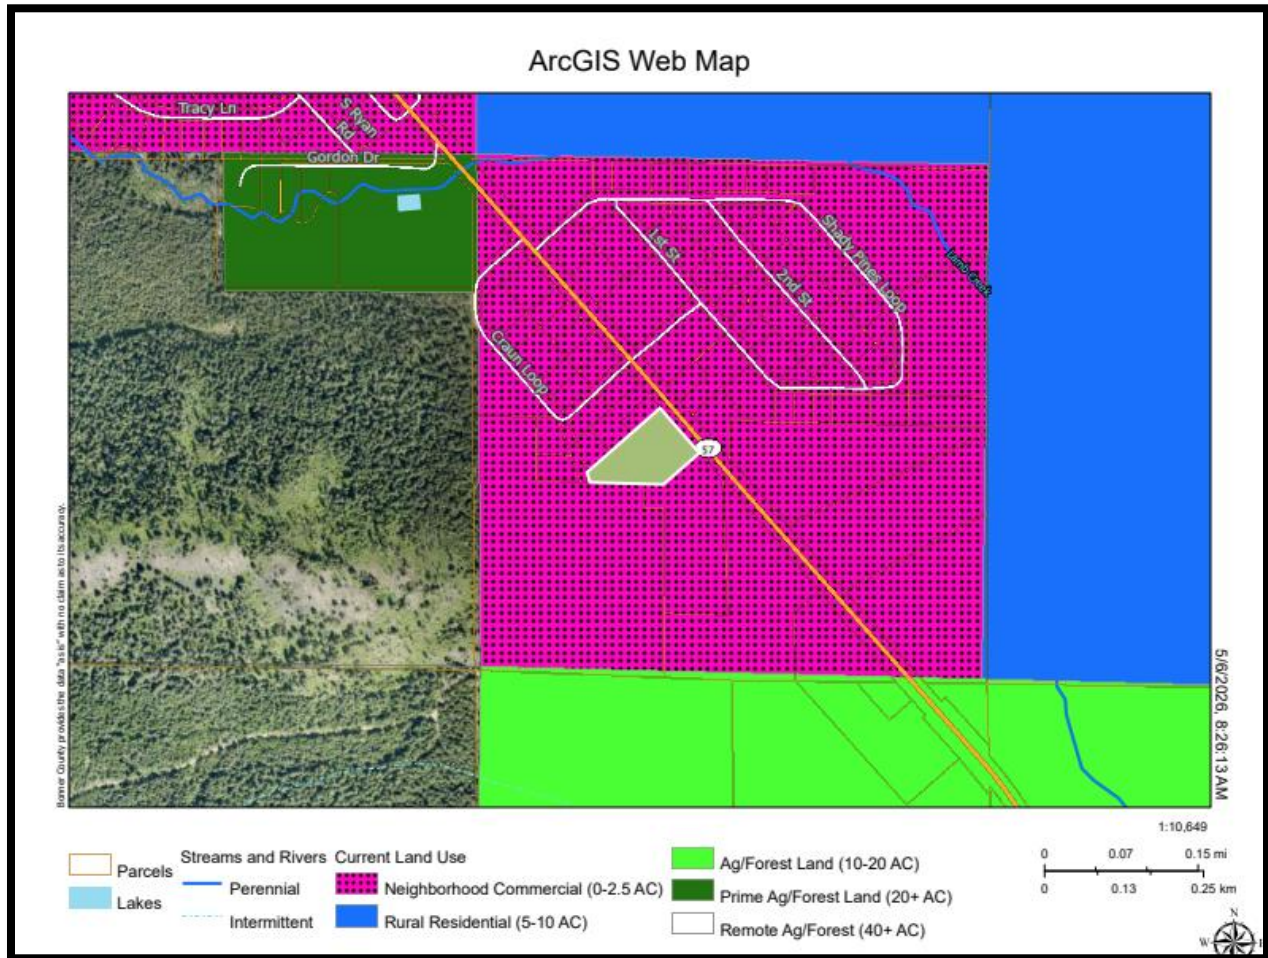 ArcGIS Web Map
Tracy Ln
S Ryan
Rd
Gordon Dr
1st St
2nd St
Shady Pines Loop
Lamb Creek
Craun Loop
57
Bonner County provides the data "as is" with no claim as to its accuracy.
5/6/2026, 8:26:13 AM
1:10,649
Parcels
Lakes
Streams and Rivers
Perennial
Intermittent
Current Land Use
Neighborhood Commercial (0-2.5 AC)
Rural Residential (5-10 AC)
Ag/Forest Land (10-20 AC)
Prime Ag/Forest Land (20+ AC)
Remote Ag/Forest (40+ AC)
0 0.07 0.15 mi
0 0.13 0.25 km
N
W